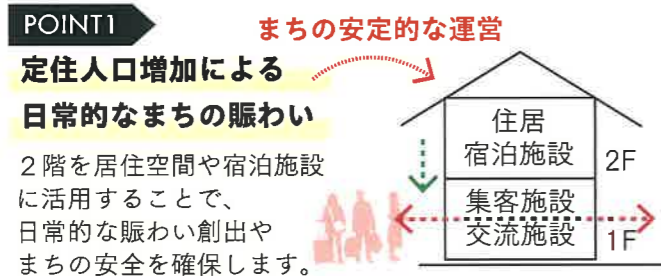 POINT1
まちの安定的な運営
定住人口増加による
日常的なまちの賑わい
２階を居住空間や宿泊施設
に活用することで、
日常的な賑わい創出や
まちの安全を確保します。
住居
宿泊施設
2F
集客施設
交流施設
1F